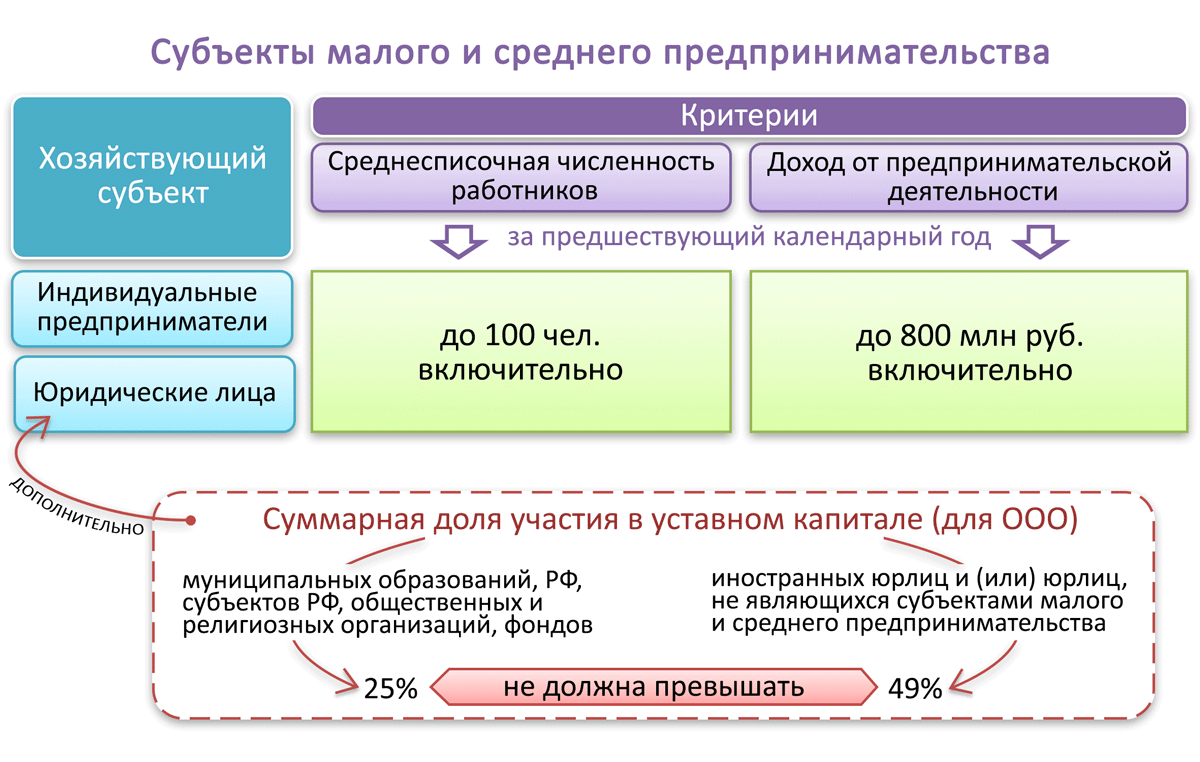 Субъекты малого и среднего предпринимательства
Хозяйствующий
субъект
Критерии
Среднесписочная численность
работников
Доход от предпринимательской
деятельности
за предшествующий календарный год
Индивидуальные
предприниматели
Юридические лица
до 100 чел.
включительно
до 800 млн руб.
включительно
дополнительно
Суммарная доля участия в уставном капитале (для ООО)
муниципальных образований, РФ,
субъектов РФ, общественных и
религиозных организаций, фондов
иностранных юрлиц и (или) юрлиц,
не являющихся субъектами малого
и среднего предпринимательства
25%
не должна превышать
49%